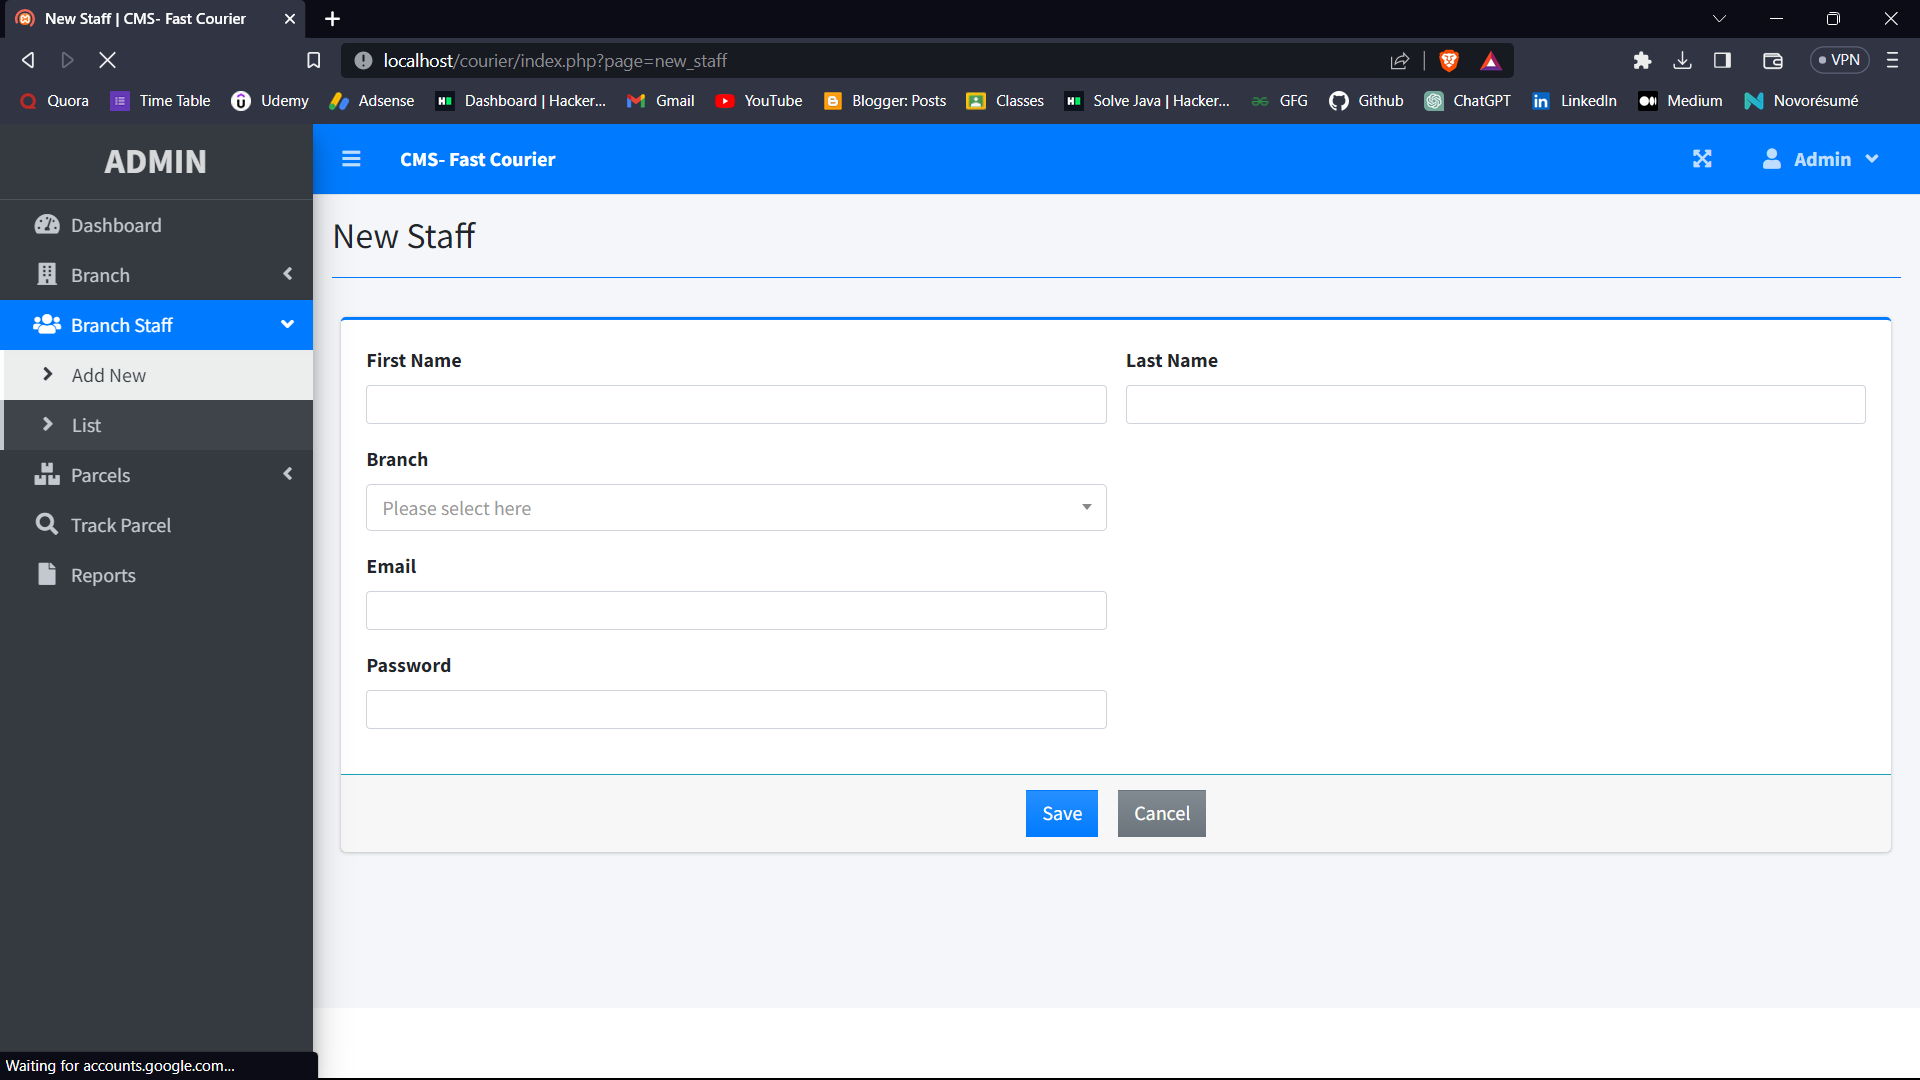 New Staff | CMS- Fast Courier
localhost/courier/index.php?page=new_staff
VPN
Quora Time Table Udemy Adsense Dashboard | Hacker... Gmail YouTube Blogger: Posts Classes Solve Java | Hacker... GFG Github ChatGPT LinkedIn Medium Novorésumé
ADMIN
CMS- Fast Courier
Admin
Dashboard
Branch
Branch Staff
Add New
List
Parcels
Track Parcel
Reports
New Staff
First Name
Last Name
Branch
Please select here
Email
Password
Save Cancel
Waiting for accounts.google.com...